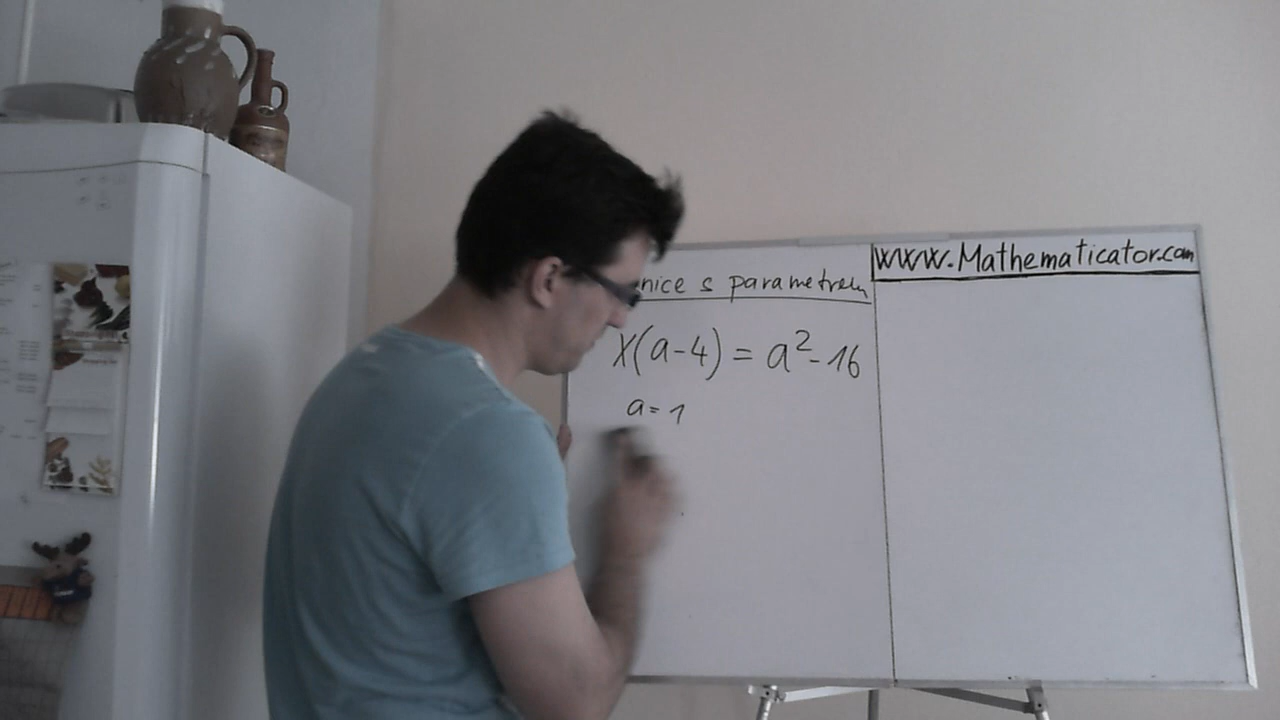 www.Mathematicator.com
nice s parametrem
x(a-4) = a²-16
a = 1